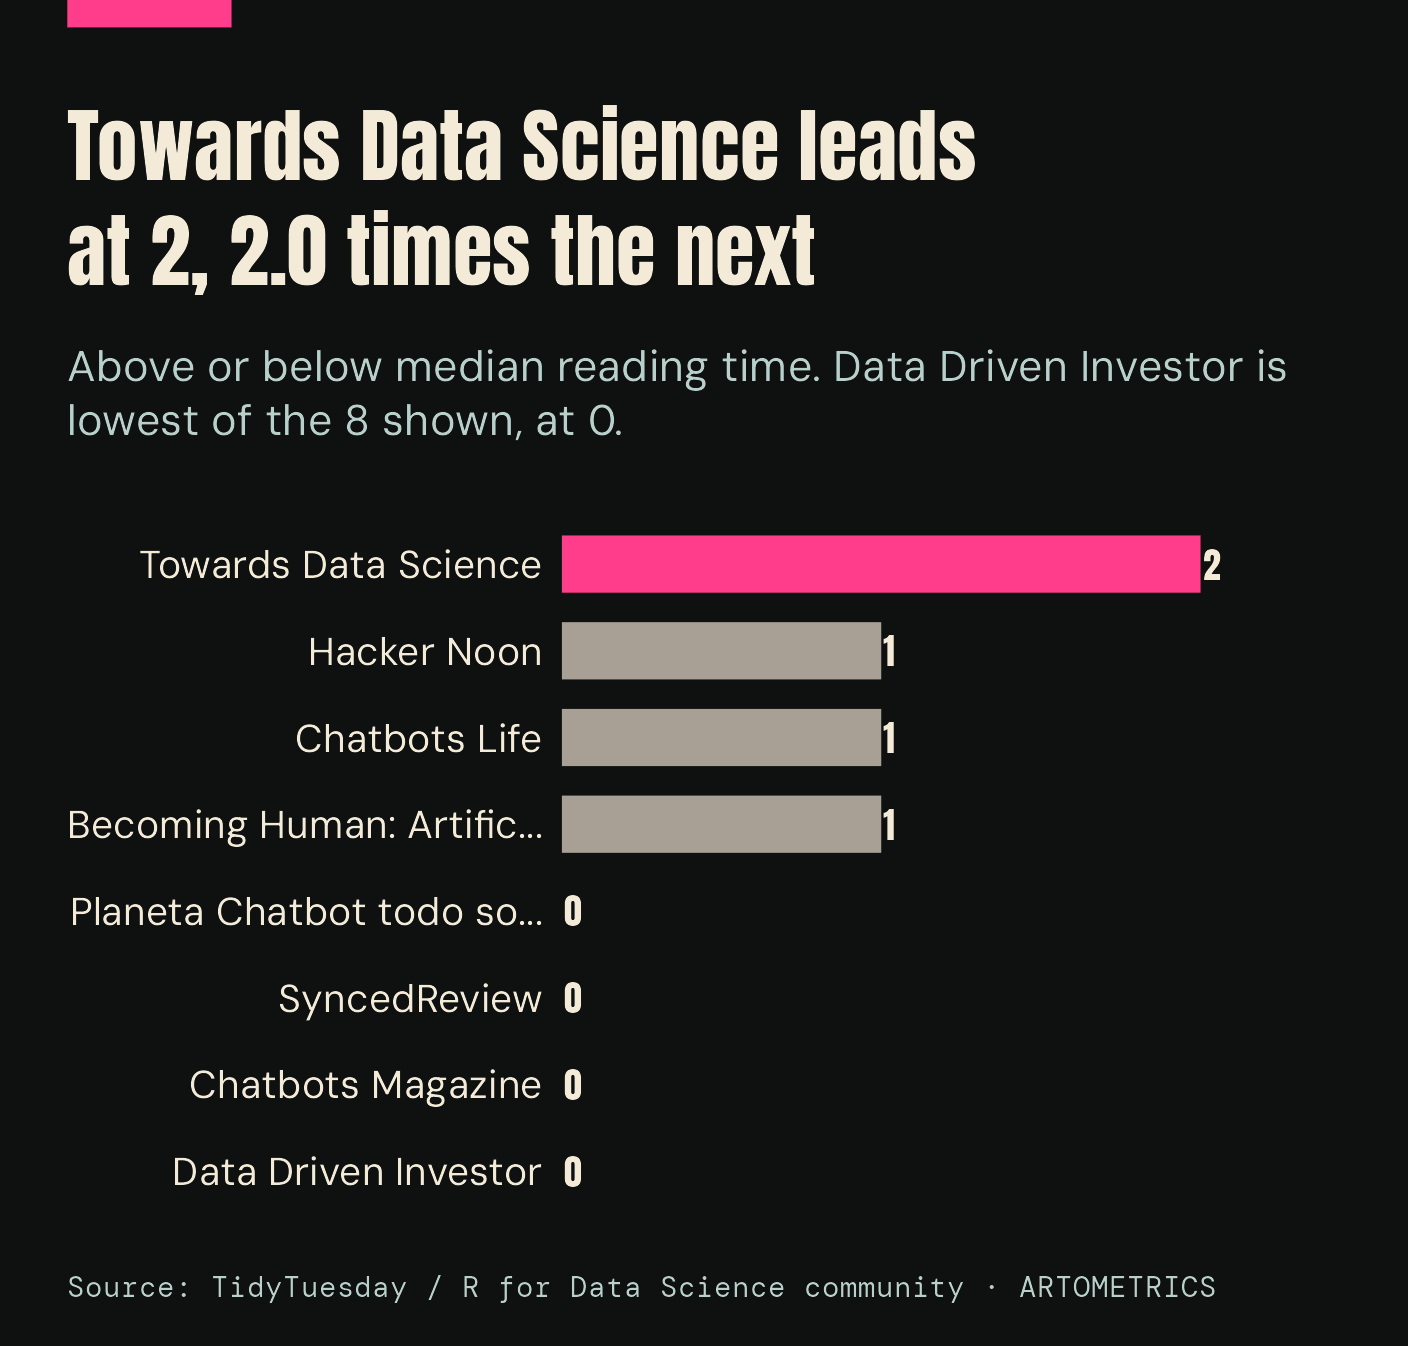 Towards Data Science leads
at 2, 2.0 times the next
Above or below median reading time. Data Driven Investor is
lowest of the 8 shown, at 0.
Towards Data Science 2
Hacker Noon 1
Chatbots Life 1
Becoming Human: Artific... 1
Planeta Chatbot todo so... 0
SyncedReview 0
Chatbots Magazine 0
Data Driven Investor 0
Source: TidyTuesday / R for Data Science community · ARTOMETRICS